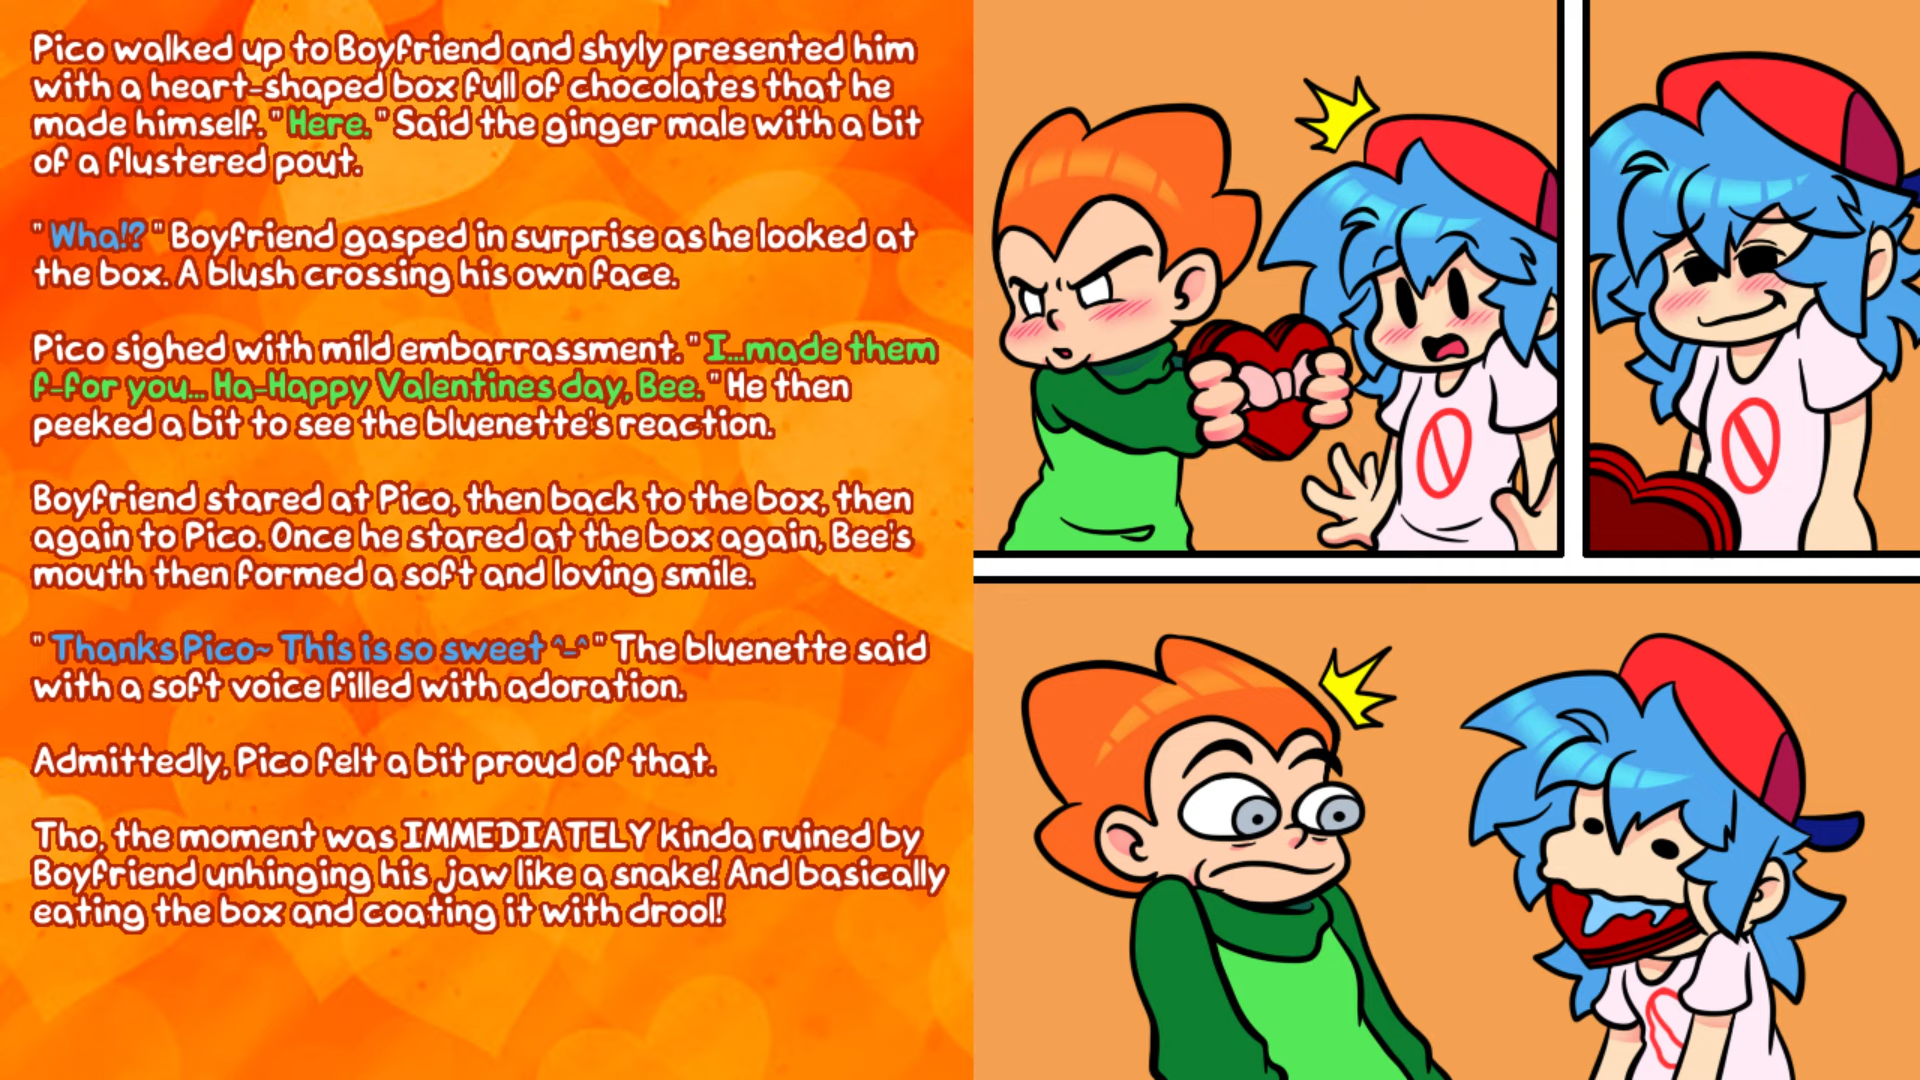 Pico walked up to Boyfriend and shyly presented him
with a heart-shaped box full of chocolates that he
made himself. " Here. " Said the ginger male with a bit
of a flustered pout.
" Wha!? " Boyfriend gasped in surprise as he looked at
the box. A blush crossing his own face.
Pico sighed with mild embarrassment. " I...made them
f-for you... Ha-Happy Valentines day, Bee. " He then
peeked a bit to see the bluenette's reaction.
Boyfriend stared at Pico, then back to the box, then
again to Pico. Once he stared at the box again, Bee's
mouth then formed a soft and loving smile.
" Thanks Pico~ This is so sweet ^-^ " The bluenette said
with a soft voice filled with adoration.
Admittedly, Pico felt a bit proud of that.
Tho, the moment was IMMEDIATELY kinda ruined by
Boyfriend unhinging his jaw like a snake! And basically
eating the box and coating it with drool!